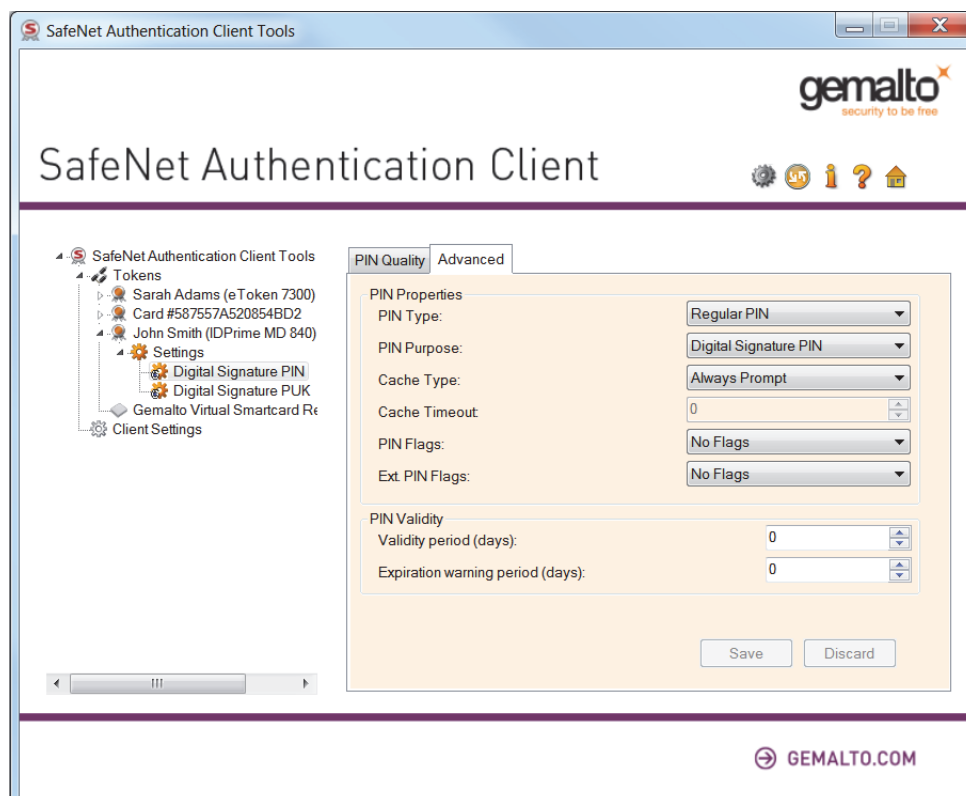 SafeNet Authentication Client Tools
gemalto
security to be free
SafeNet Authentication Client
SafeNet Authentication Client Tools
Tokens
Sarah Adams (eToken 7300)
Card #587557A520854BD2
John Smith (IDPrime MD 840)
Settings
Digital Signature PIN
Digital Signature PUK
Gemalto Virtual Smartcard Re
Client Settings
PIN Quality
Advanced
PIN Properties
PIN Type:
Regular PIN
PIN Purpose:
Digital Signature PIN
Cache Type:
Always Prompt
Cache Timeout:
0
PIN Flags:
No Flags
Ext. PIN Flags:
No Flags
PIN Validity
Validity period (days):
0
Expiration warning period (days):
0
Save
Discard
GEMALTO.COM